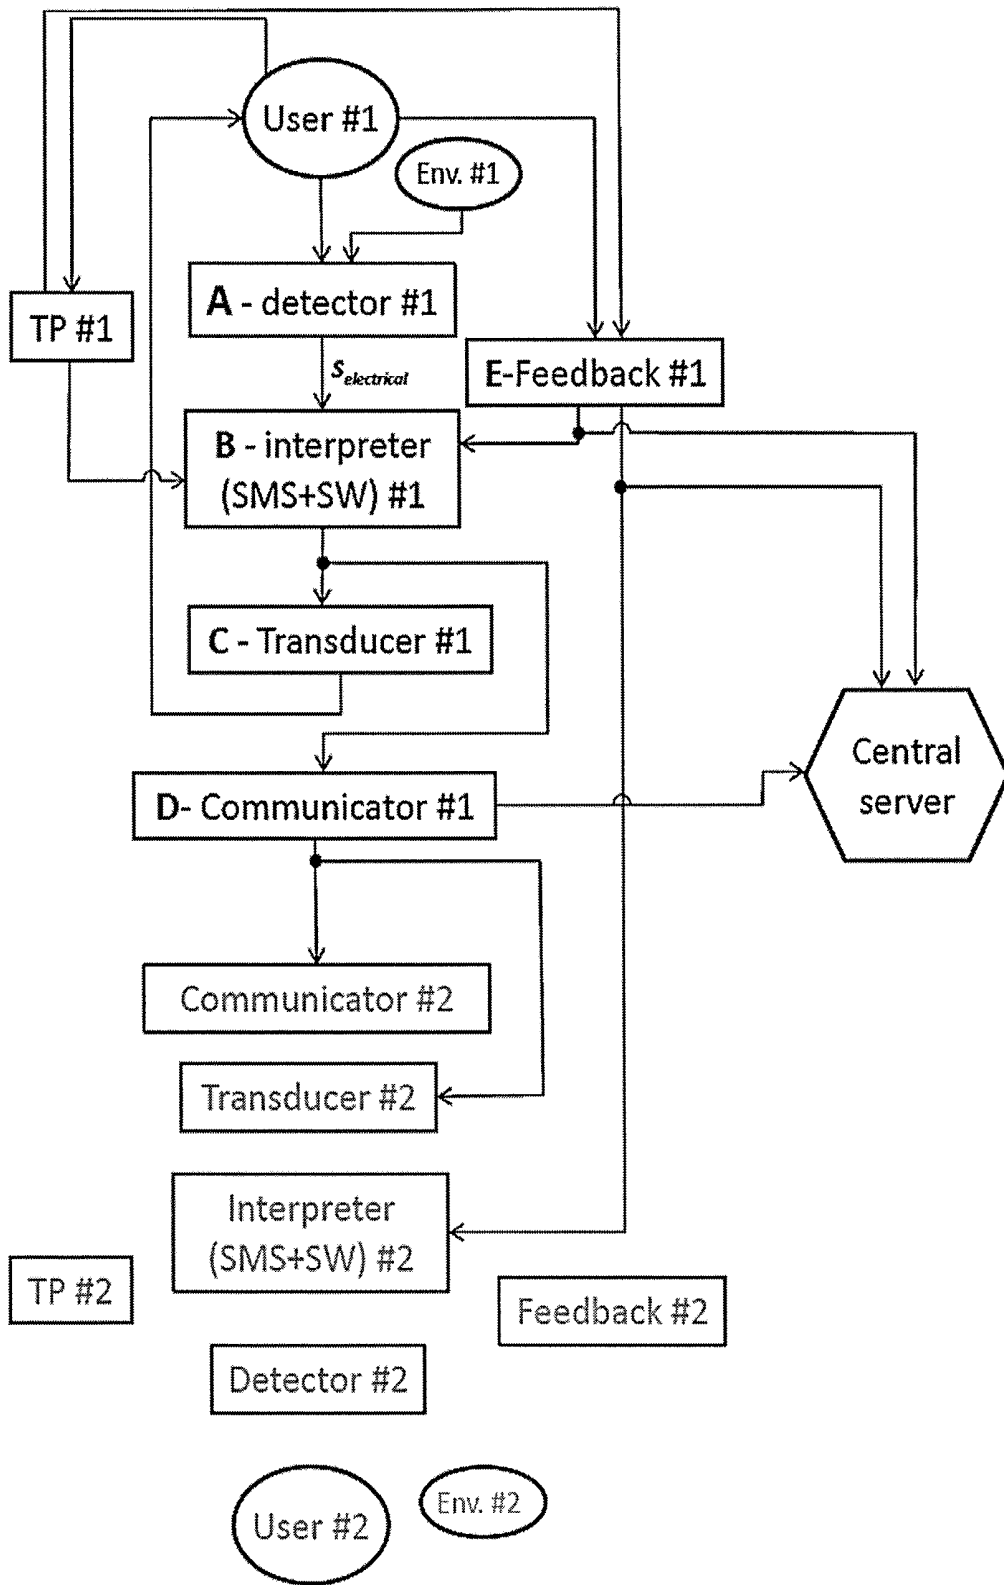 User #1
Env. #1
A - detector #1
TP #1
S electrical
E-Feedback #1
B - interpreter
(SMS+SW) #1
C - Transducer #1
Central
server
D- Communicator #1
Communicator #2
Transducer #2
Interpreter
(SMS+SW) #2
TP #2
Feedback #2
Detector #2
User #2
Env. #2